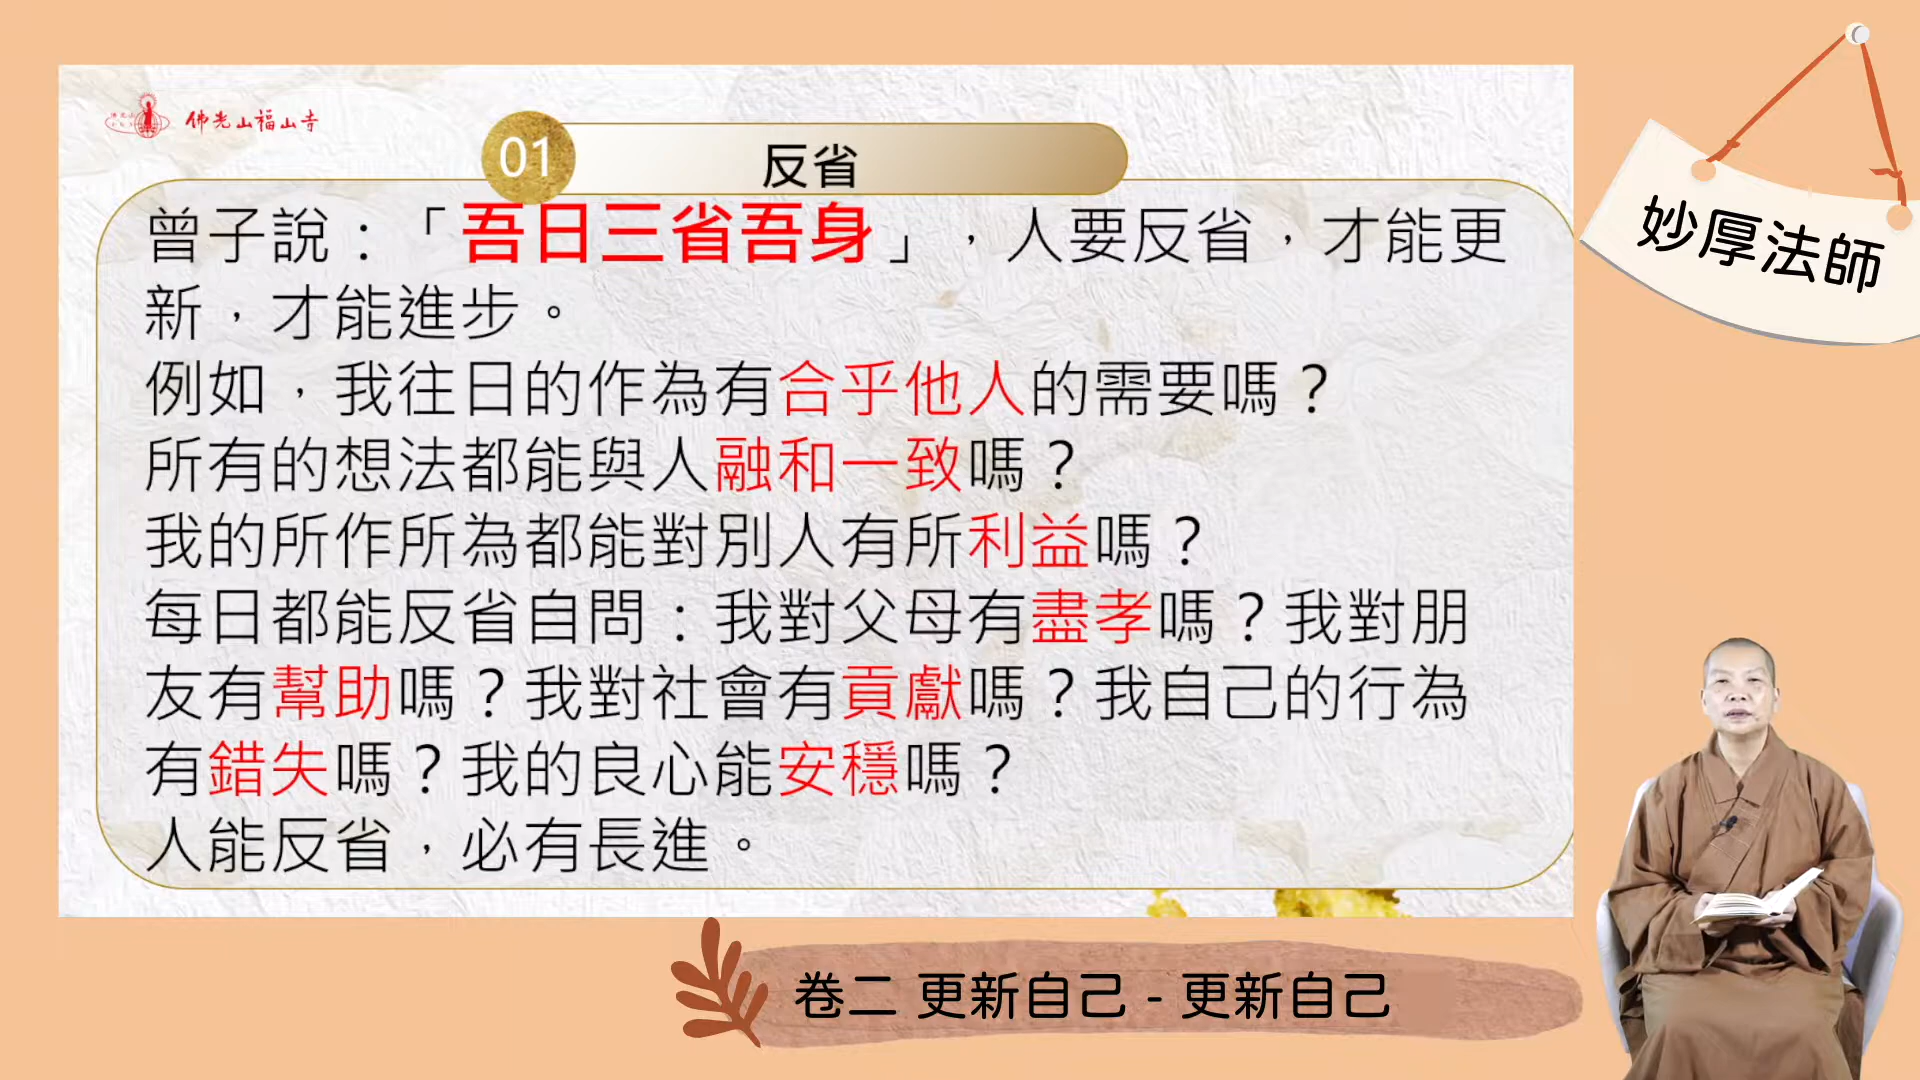 佛光山福山寺
01
反省
曾子說：「吾日三省吾身」，人要反省，才能更
新，才能進步。
例如，我往日的作為有合乎他人的需要嗎？
所有的想法都能與人融和一致嗎？
我的所作所為都能對別人有所利益嗎？
每日都能反省自問：我對父母有盡孝嗎？我對朋
友有幫助嗎？我對社會有貢獻嗎？我自己的行為
有錯失嗎？我的良心能安穩嗎？
人能反省，必有長進。
妙厚法師
卷二 更新自己 - 更新自己